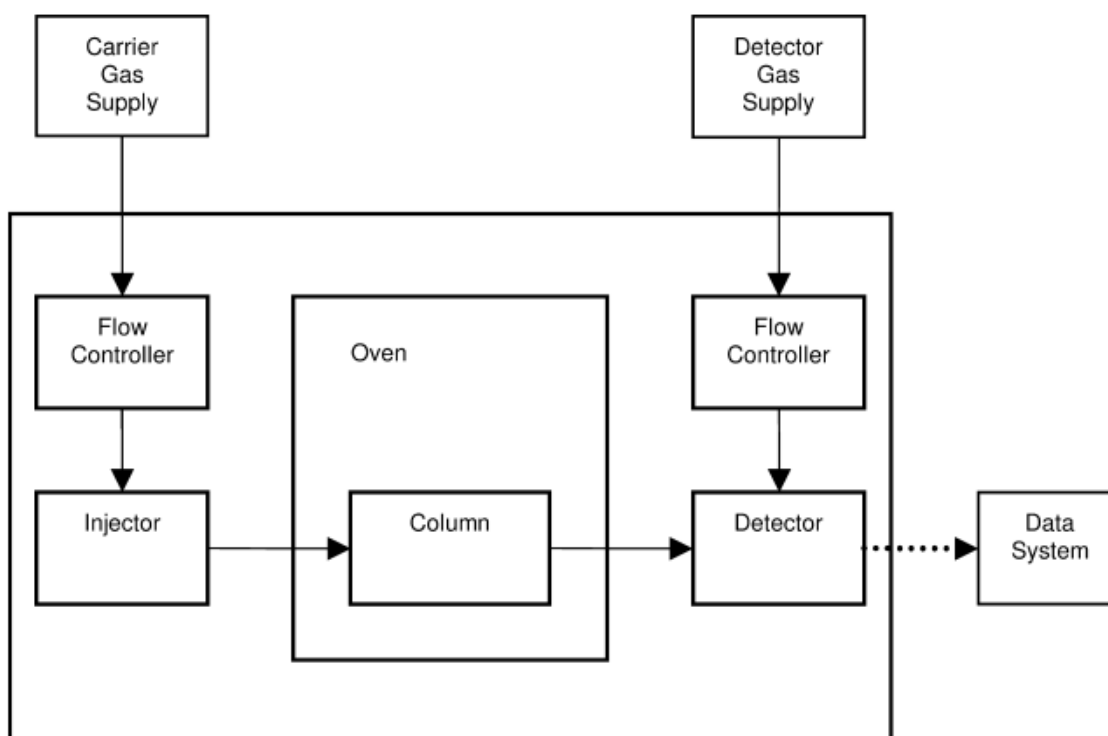 Carrier
Gas
Supply
Detector
Gas
Supply
Flow
Controller
Oven
Flow
Controller
Injector
Column
Detector
Data
System